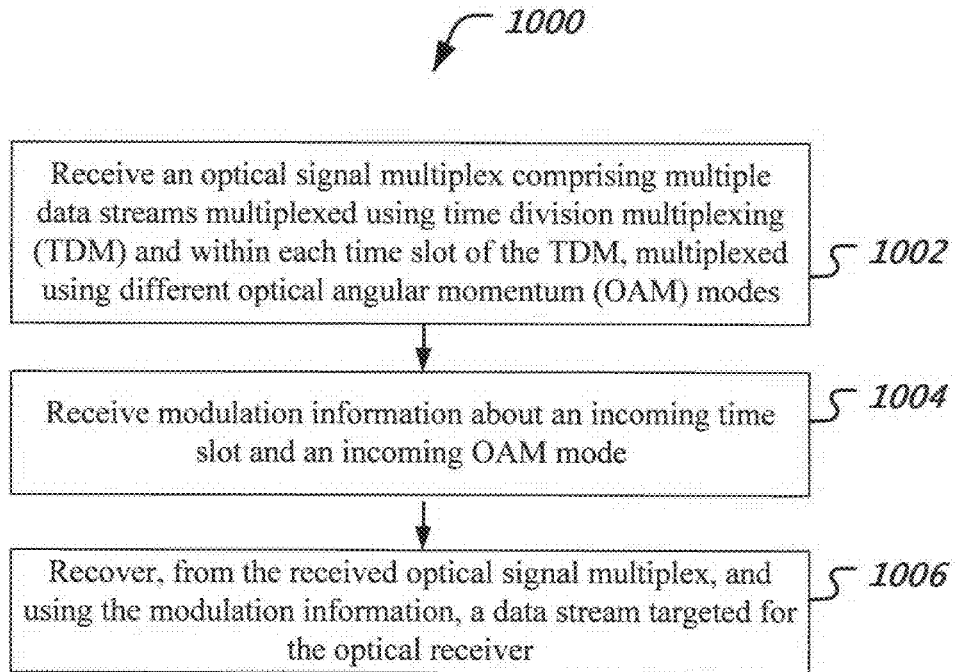 1000
Receive an optical signal multiplex comprising multiple
data streams multiplexed using time division multiplexing
(TDM) and within each time slot of the TDM, multiplexed
using different optical angular momentum (OAM) modes
1002
Receive modulation information about an incoming time
slot and an incoming OAM mode
1004
Recover, from the received optical signal multiplex, and
using the modulation information, a data stream targeted for
the optical receiver
1006